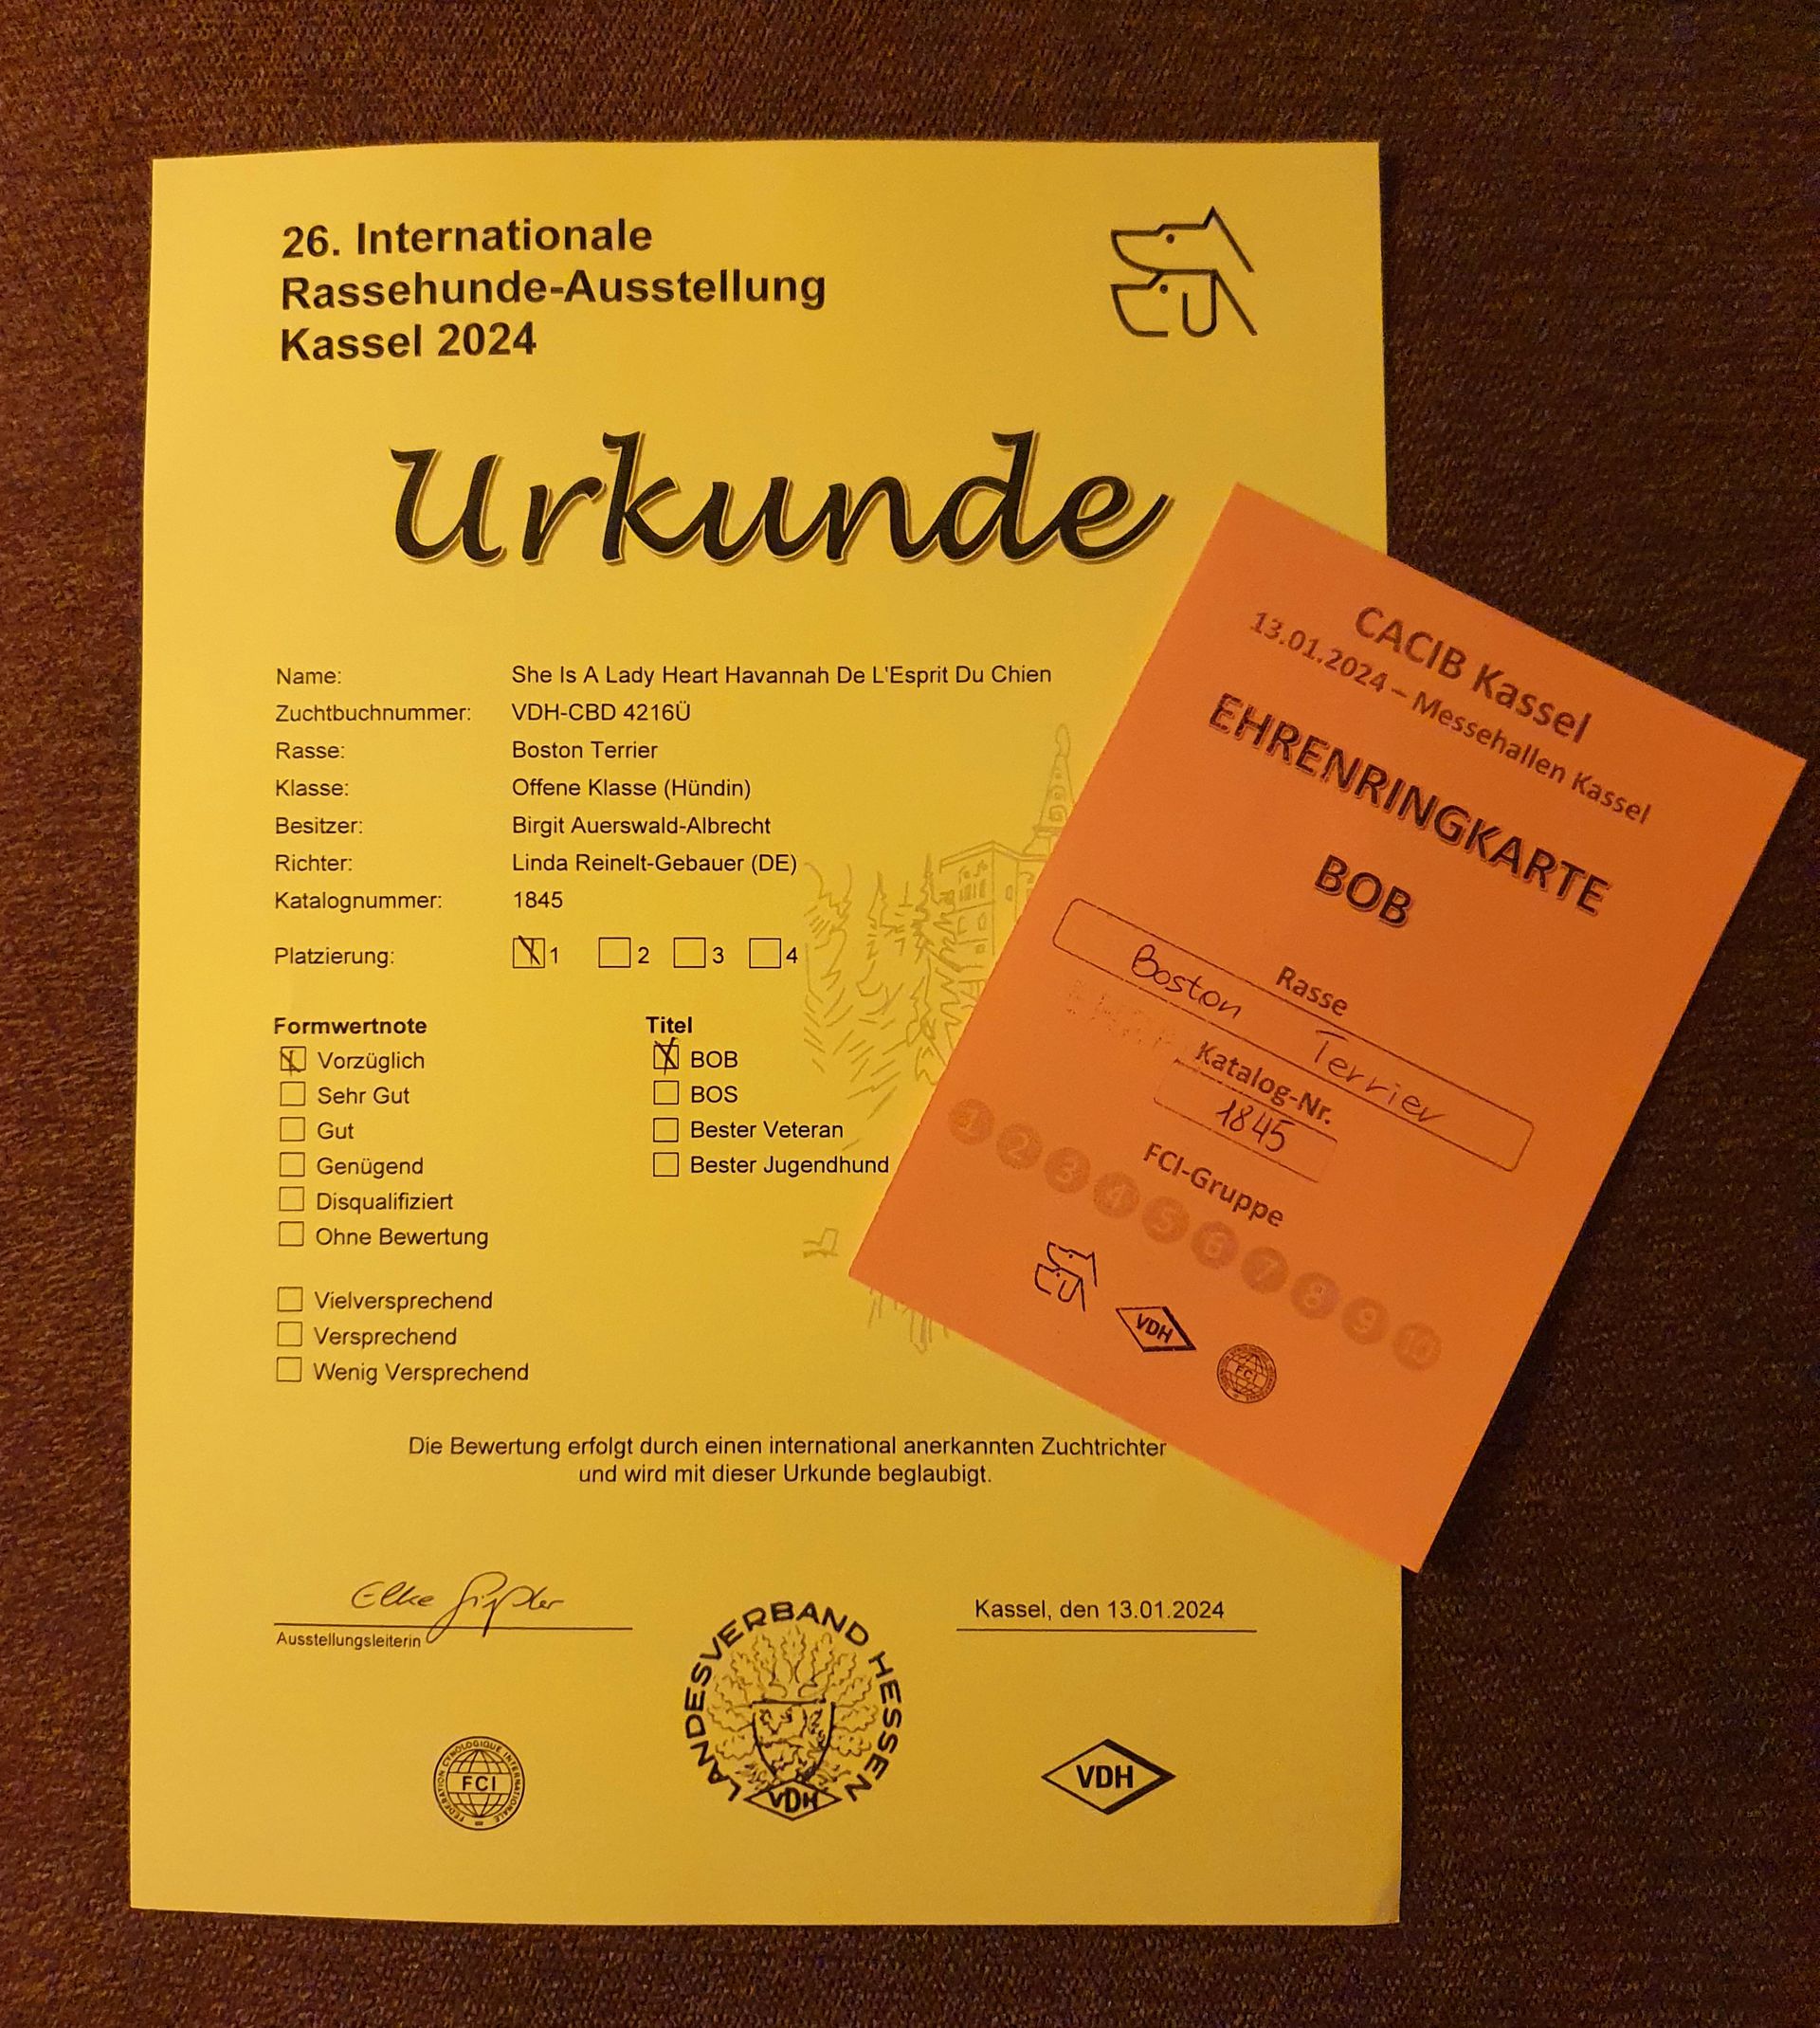 26. Internationale
Rassehunde-Ausstellung
Kassel 2024
Urkunde
Name: She Is A Lady Heart Havannah De L'Esprit Du Chien
Zuchtbuchnummer: VDH-CBD 4216Ü
Rasse: Boston Terrier
Klasse: Offene Klasse (Hündin)
Besitzer: Birgit Auerswald-Albrecht
Richter: Linda Reinelt-Gebauer (DE)
Katalognummer: 1845
Platzierung: 1 2 3 4
Formwertnote Titel
Vorzüglich BOB
Sehr Gut BOS
Gut Bester Veteran
Genügend Bester Jugendhund
Disqualifiziert
Ohne Bewertung
Vielversprechend
Versprechend
Wenig Versprechend
Die Bewertung erfolgt durch einen international anerkannten Zuchtrichter
und wird mit dieser Urkunde beglaubigt.
Elke
Ausstellungsleiterin
Kassel, den 13.01.2024
FEDERATION CYNOLOGIQUE INTERNATIONALE
FCI
LANDESVERBAND HESSEN
VDH
VDH
CACIB Kassel
13.01.2024 – Messehallen Kassel
EHRENRINGKARTE
BOB
Rasse
Boston Terrier
Katalog-Nr.
1845
FCI-Gruppe
1 2 3 4 5 6 7 8 9 10
VDH
FCI